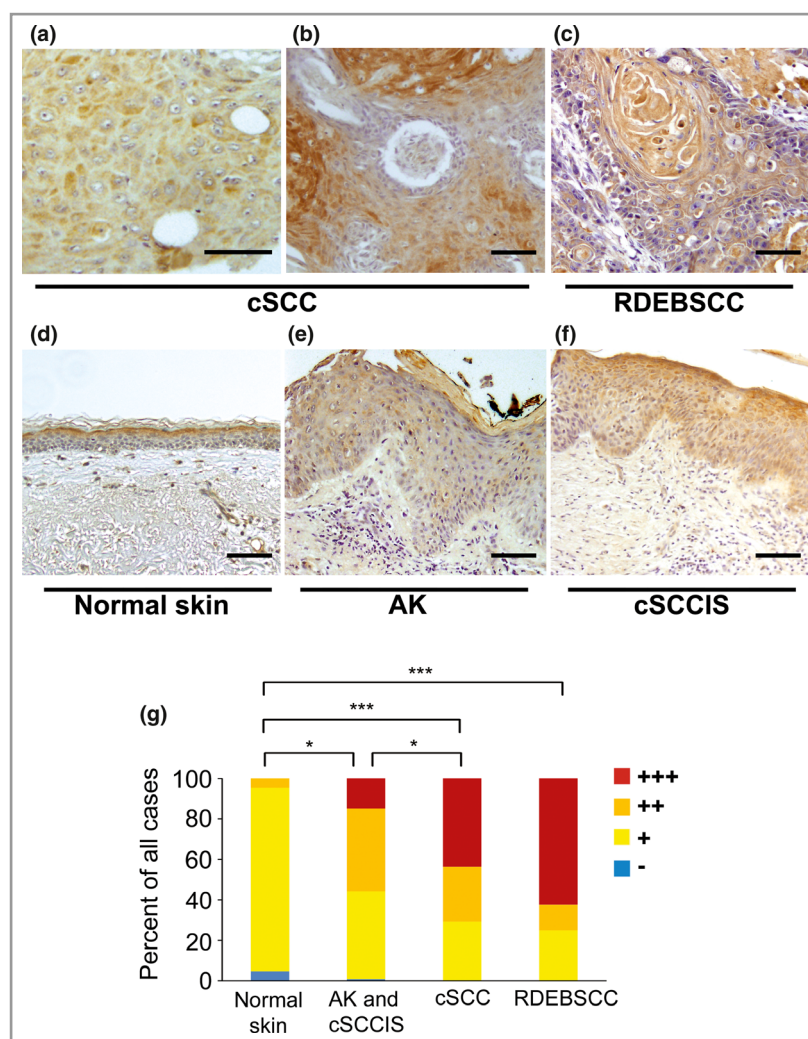 (a)
(b)
(c)
cSCC
RDEBSCC
(d)
(e)
(f)
Normal skin
AK
cSCCIS
(g)
***
***
*
*
Percent of all cases
100
80
60
40
20
0
+++
++
+
-
Normal
skin
AK and
cSCCIS
cSCC
RDEBSCC